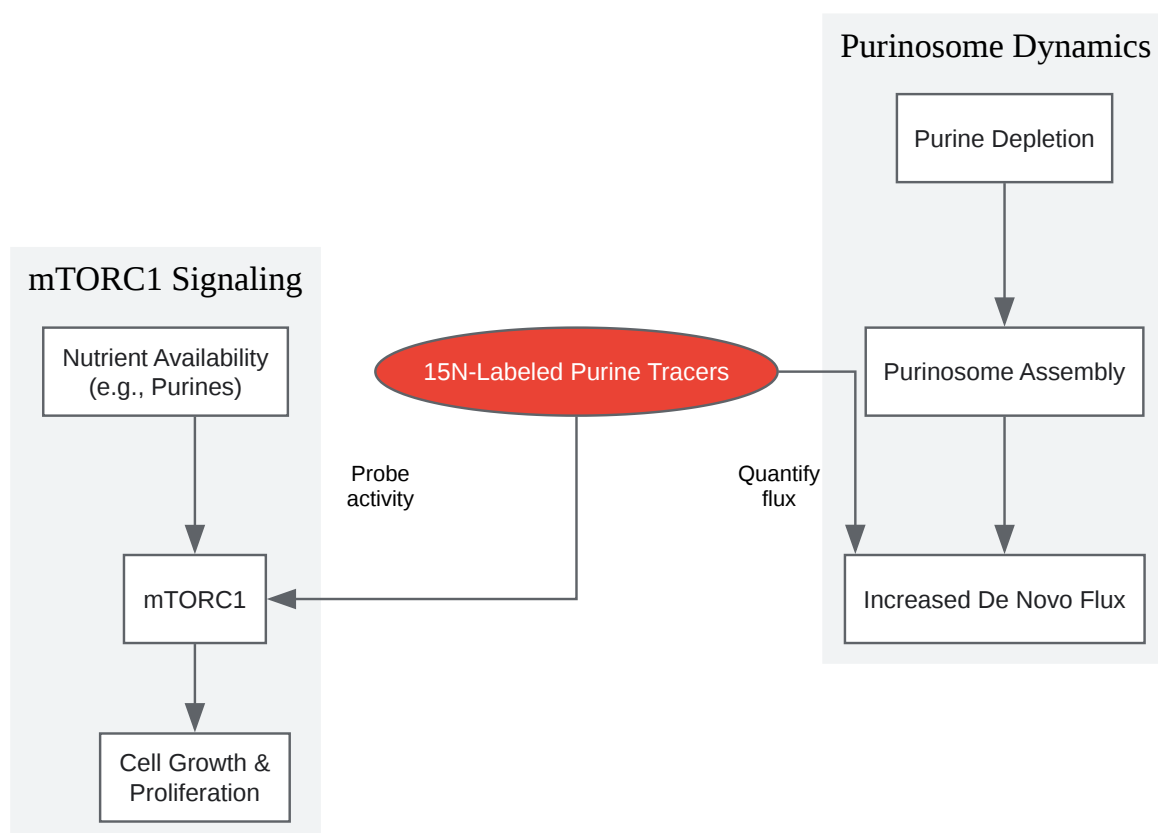 Purinosome Dynamics
Purine Depletion
mTORC1 Signaling
Nutrient Availability
(e.g., Purines)
15N-Labeled Purine Tracers
Purinosome Assembly
Probe
activity
Quantify
flux
mTORC1
Increased De Novo Flux
Cell Growth &
Proliferation